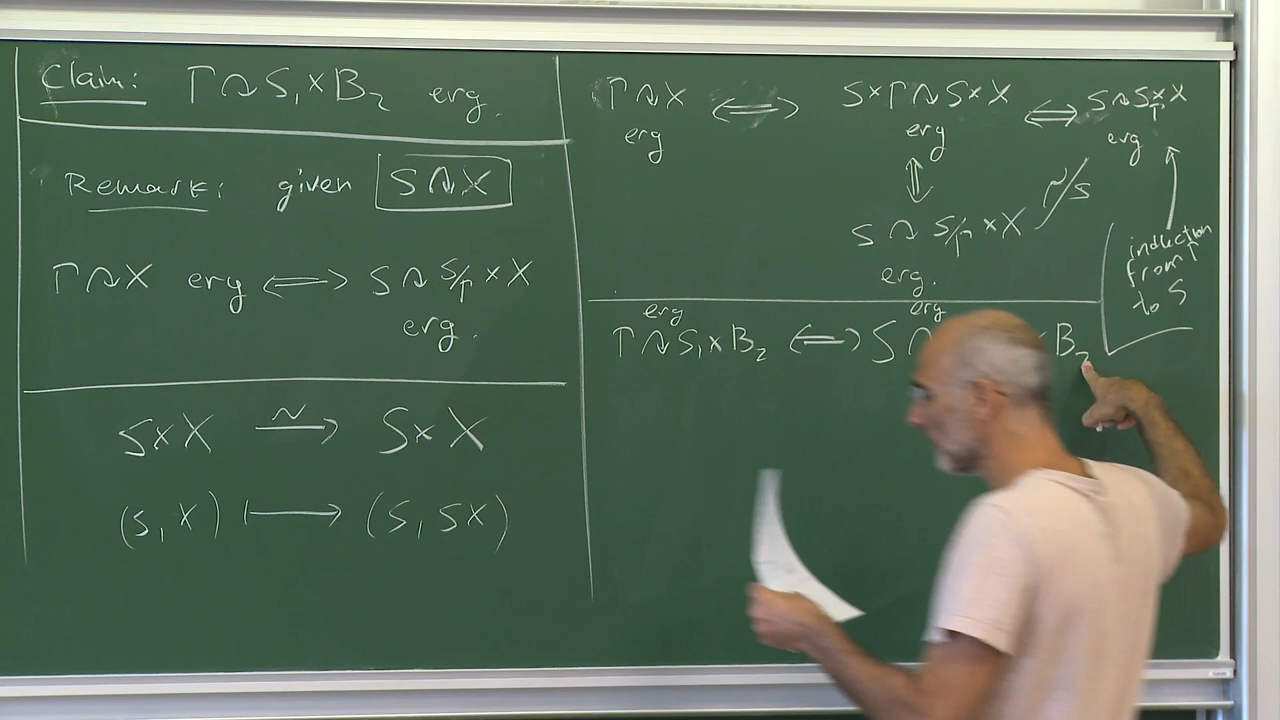 Claim: Γ ↷ S₁ × B₂ erg.
Remark: given S ↷ X
Γ ↷ X erg ⟺ S ↷ S/Γ × X
erg.
S × X ⥲ S × X
(s, x) ⟼ (s, sx)
Γ ↷ X ⟺ S × Γ ↷ S × X ⟺ S ↷ S ×_Γ X
erg erg erg
⇕
S ↷ S/Γ × X ~/S
erg.
induction
from Γ
to S
erg erg
Γ ↷ S₁ × B₂ ⟺ S ↷ × B₂